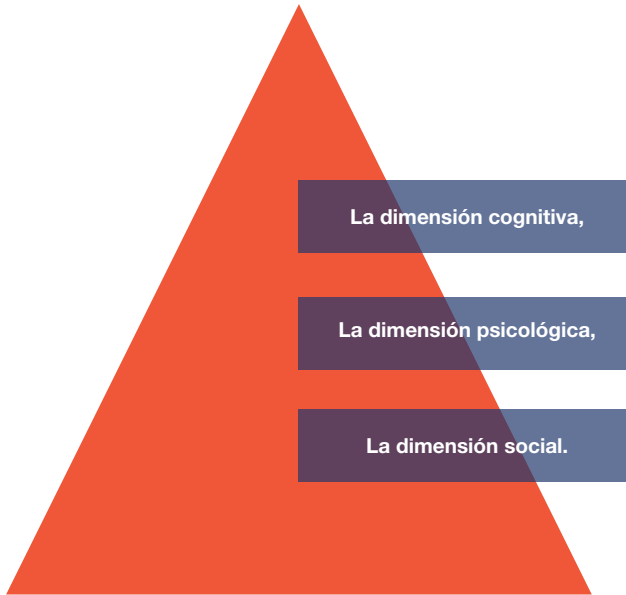 La dimensión cognitiva,
La dimensión psicológica,
La dimensión social.